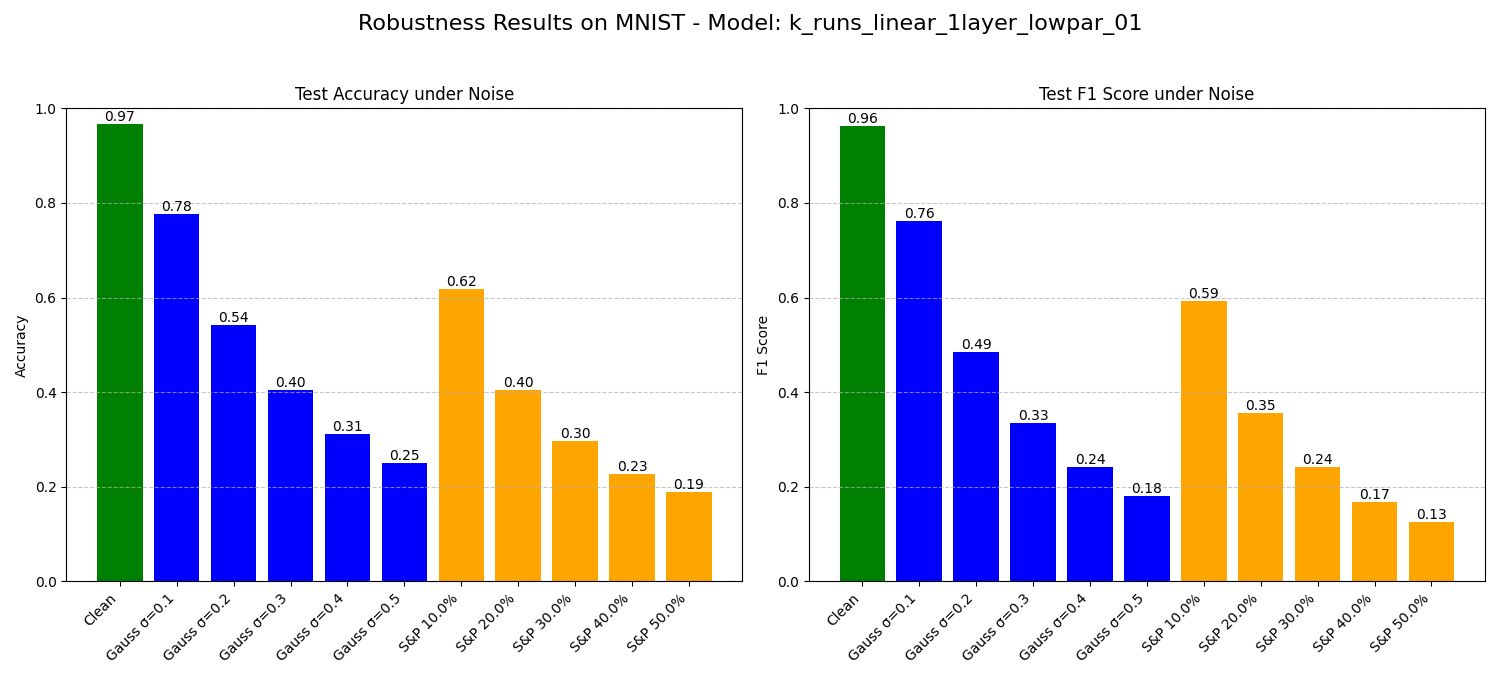 Robustness Results on MNIST - Model: k_runs_linear_1layer_lowpar_01
Test Accuracy under Noise
Accuracy
1.0
0.8
0.6
0.4
0.2
0.0
0.97
0.78
0.54
0.40
0.31
0.25
0.62
0.40
0.30
0.23
0.19
Clean
Gauss σ=0.1
Gauss σ=0.2
Gauss σ=0.3
Gauss σ=0.4
Gauss σ=0.5
S&P 10.0%
S&P 20.0%
S&P 30.0%
S&P 40.0%
S&P 50.0%
Test F1 Score under Noise
F1 Score
1.0
0.8
0.6
0.4
0.2
0.0
0.96
0.76
0.49
0.33
0.24
0.18
0.59
0.35
0.24
0.17
0.13
Clean
Gauss σ=0.1
Gauss σ=0.2
Gauss σ=0.3
Gauss σ=0.4
Gauss σ=0.5
S&P 10.0%
S&P 20.0%
S&P 30.0%
S&P 40.0%
S&P 50.0%